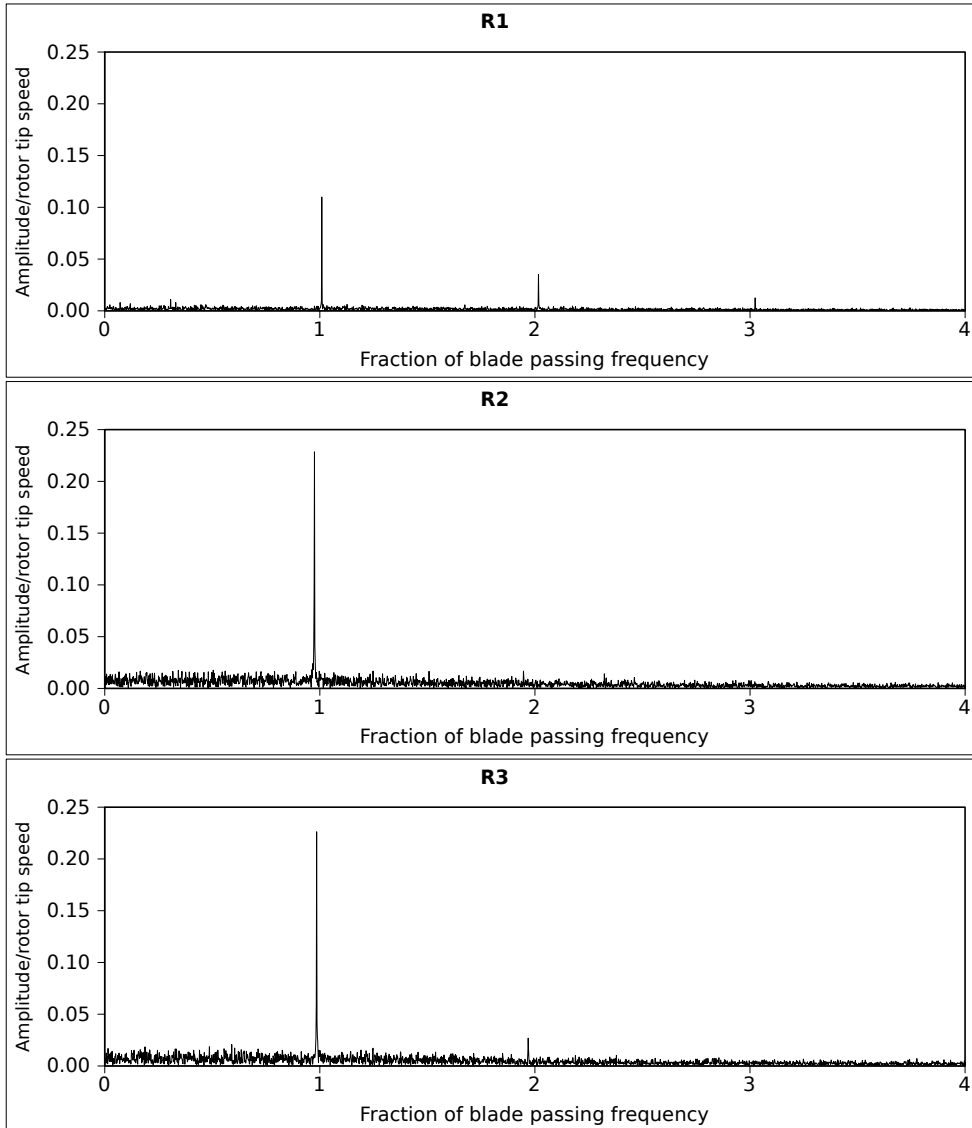 R1
Amplitude/rotor tip speed
0.25
0.20
0.15
0.10
0.05
0.00
0 1 2 3 4
Fraction of blade passing frequency
R2
Amplitude/rotor tip speed
0.25
0.20
0.15
0.10
0.05
0.00
0 1 2 3 4
Fraction of blade passing frequency
R3
Amplitude/rotor tip speed
0.25
0.20
0.15
0.10
0.05
0.00
0 1 2 3 4
Fraction of blade passing frequency